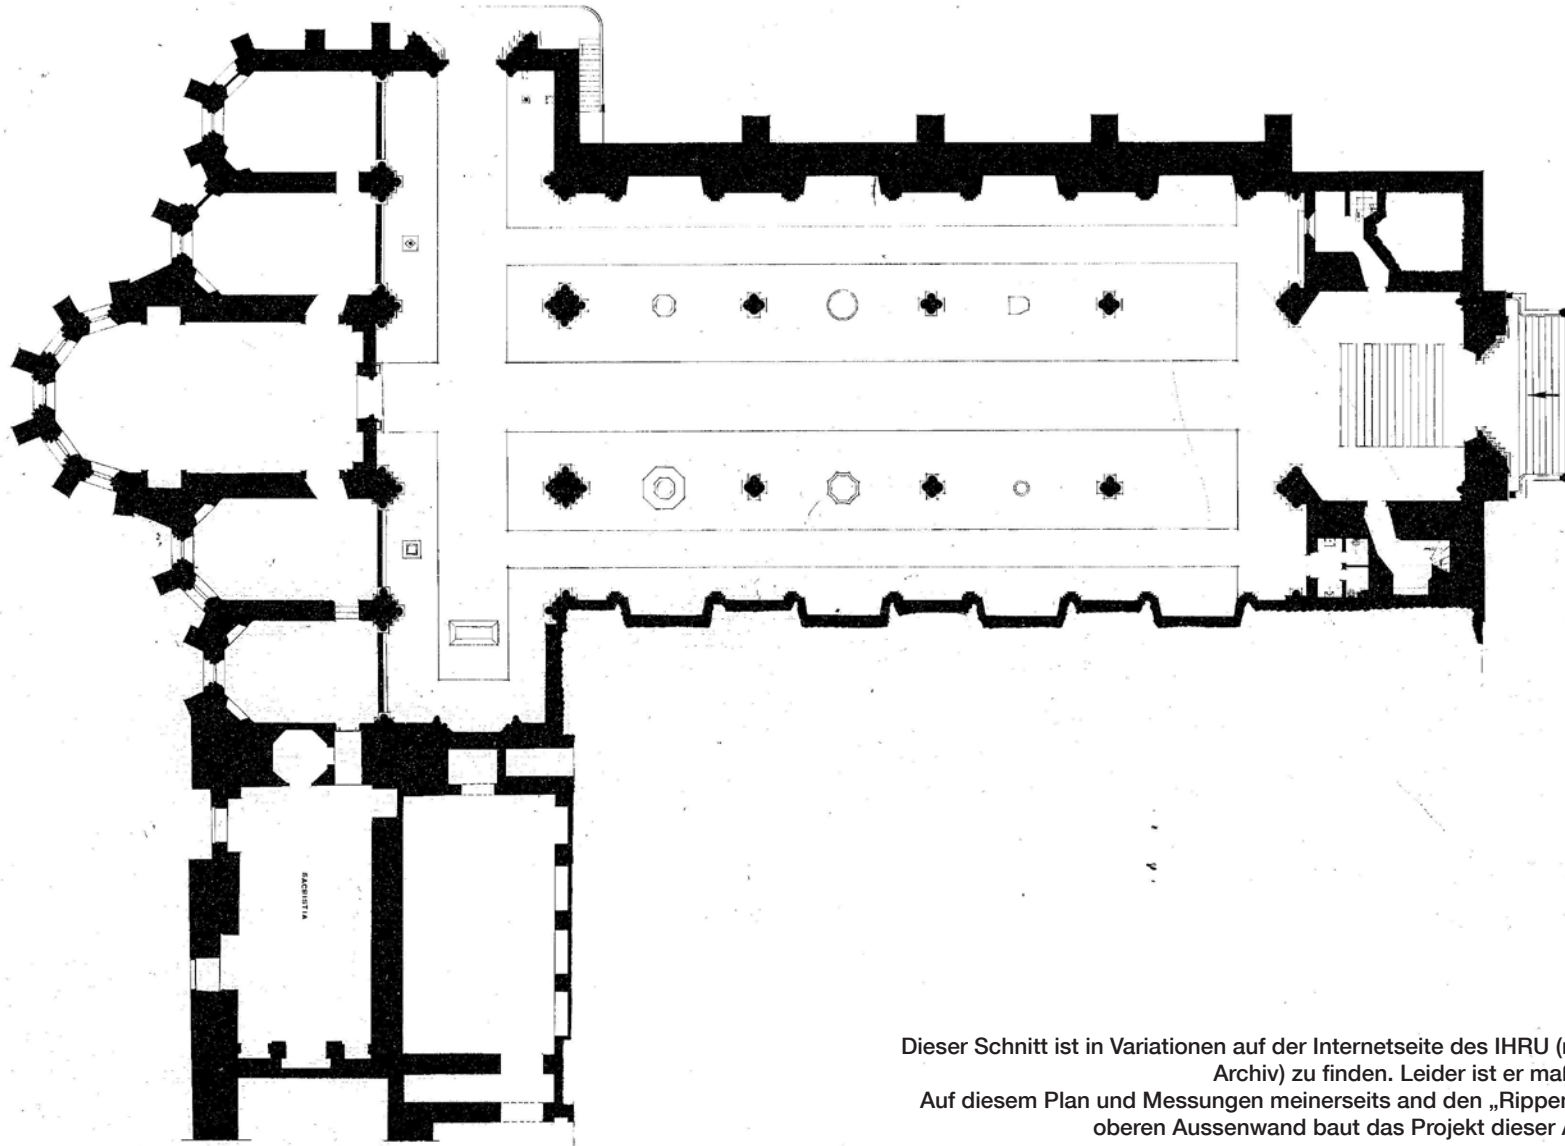 SACRISTIA
Dieser Schnitt ist in Variationen auf der Internetseite des IHRU (
Archiv) zu finden. Leider ist er
Auf diesem Plan und Messungen meinerseits and den „Rippen
oberen Aussenwand baut das Projekt dieser